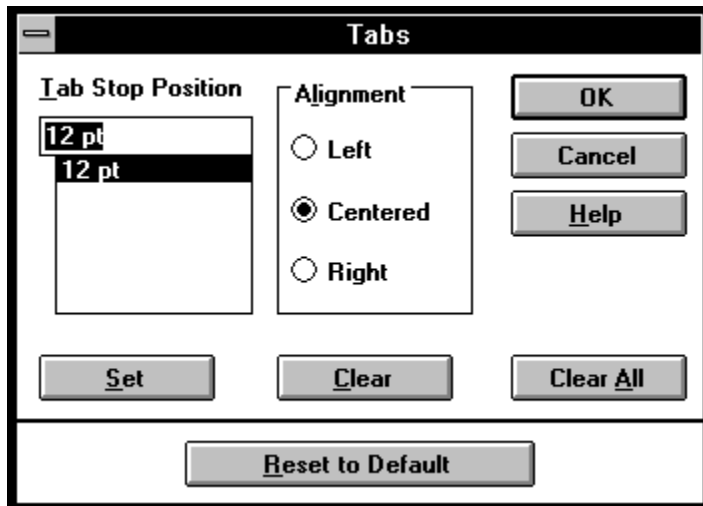 Tabs
Tab Stop Position
12 pt
12 pt
Alignment
Left
Centered
Right
OK
Cancel
Help
Set
Clear
Clear All
Reset to Default